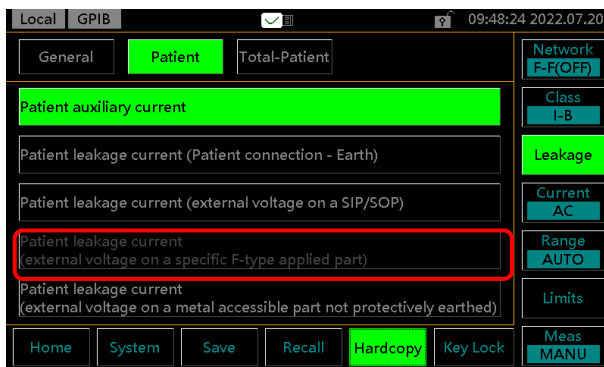 Local GPIB 09:48:24 2022.07.20
General Patient Total-Patient
Network
F-F(OFF)
Patient auxiliary current
Class
I-B
Patient leakage current (Patient connection - Earth)
Leakage
Patient leakage current (external voltage on a SIP/SOP)
Current
AC
Patient leakage current
(external voltage on a specific F-type applied part)
Range
AUTO
Patient leakage current
(external voltage on a metal accessible part not protectively earthed)
Limits
Home System Save Recall Hardcopy Key Lock
Meas
MANU